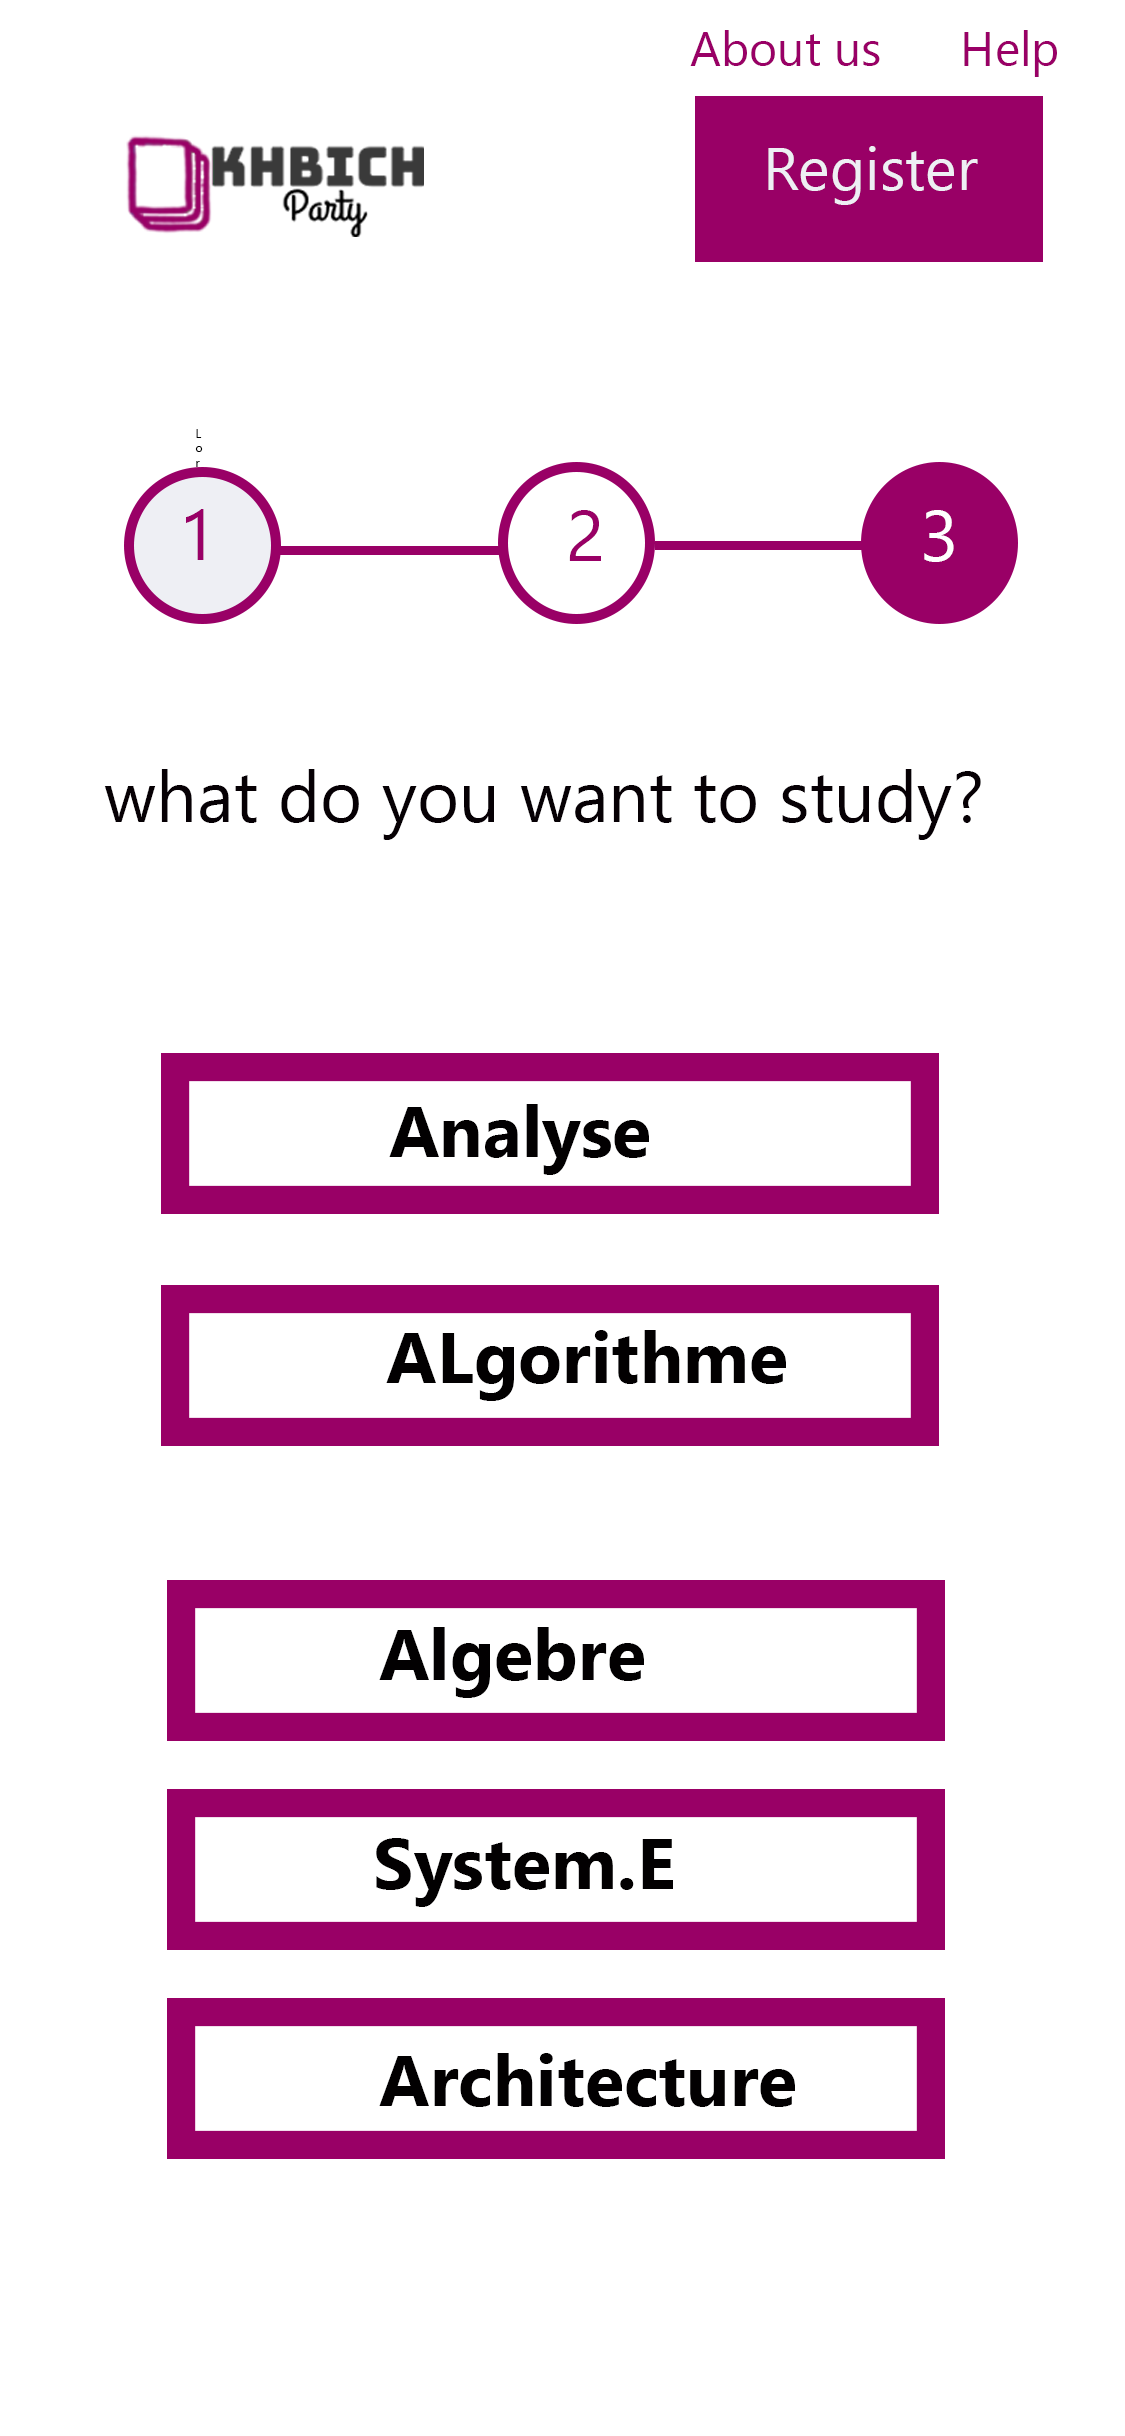 About us Help
Register
KHBICH
Party
L
o
r
1 2 3
what do you want to study?
Analyse
ALgorithme
Algebre
System.E
Architecture